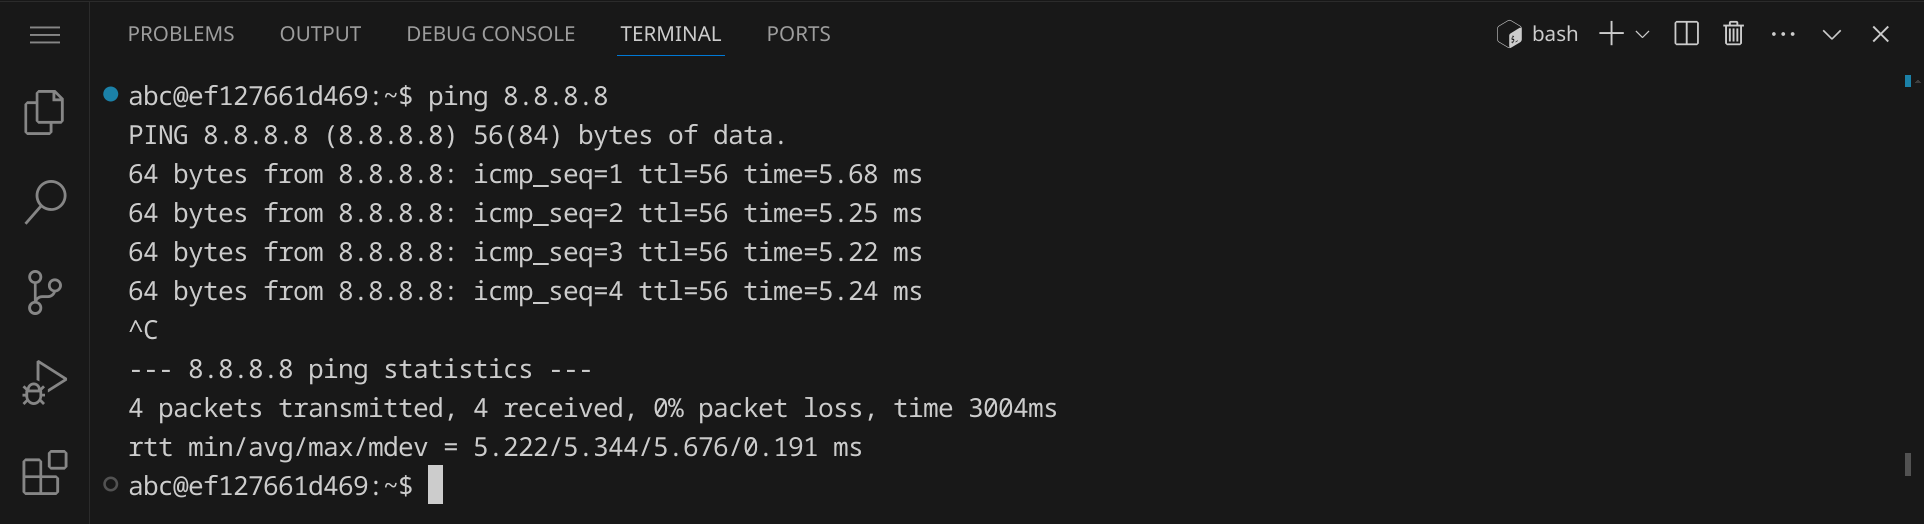 PROBLEMS OUTPUT DEBUG CONSOLE TERMINAL PORTS bash
abc@ef127661d469:~$ ping 8.8.8.8
PING 8.8.8.8 (8.8.8.8) 56(84) bytes of data.
64 bytes from 8.8.8.8: icmp_seq=1 ttl=56 time=5.68 ms
64 bytes from 8.8.8.8: icmp_seq=2 ttl=56 time=5.25 ms
64 bytes from 8.8.8.8: icmp_seq=3 ttl=56 time=5.22 ms
64 bytes from 8.8.8.8: icmp_seq=4 ttl=56 time=5.24 ms
^C
--- 8.8.8.8 ping statistics ---
4 packets transmitted, 4 received, 0% packet loss, time 3004ms
rtt min/avg/max/mdev = 5.222/5.344/5.676/0.191 ms
abc@ef127661d469:~$